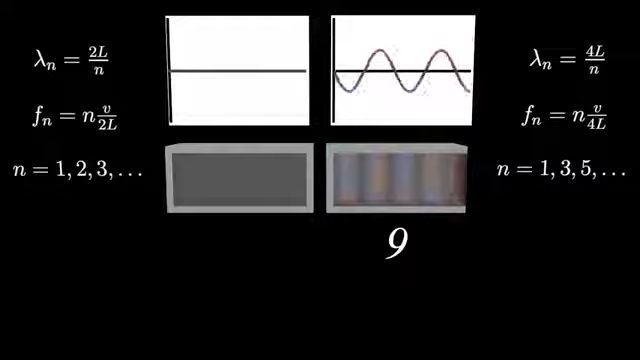 λₙ = 2L/n
fₙ = n v/2L
n = 1, 2, 3, …
λₙ = 4L/n
fₙ = n v/4L
n = 1, 3, 5, …
9